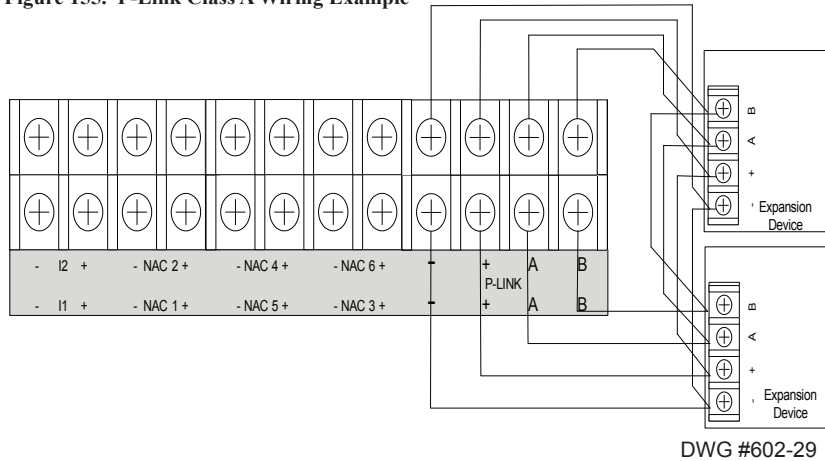 Figure 155. P-Link Class A Wiring Example
B
A
+
-
Expansion
Device
- I2 + - NAC 2 + - NAC 4 + - NAC 6 + - + A B
P-LINK
- I1 + - NAC 1 + - NAC 5 + - NAC 3 + - + A B
B
A
+
-
Expansion
Device
DWG #602-29